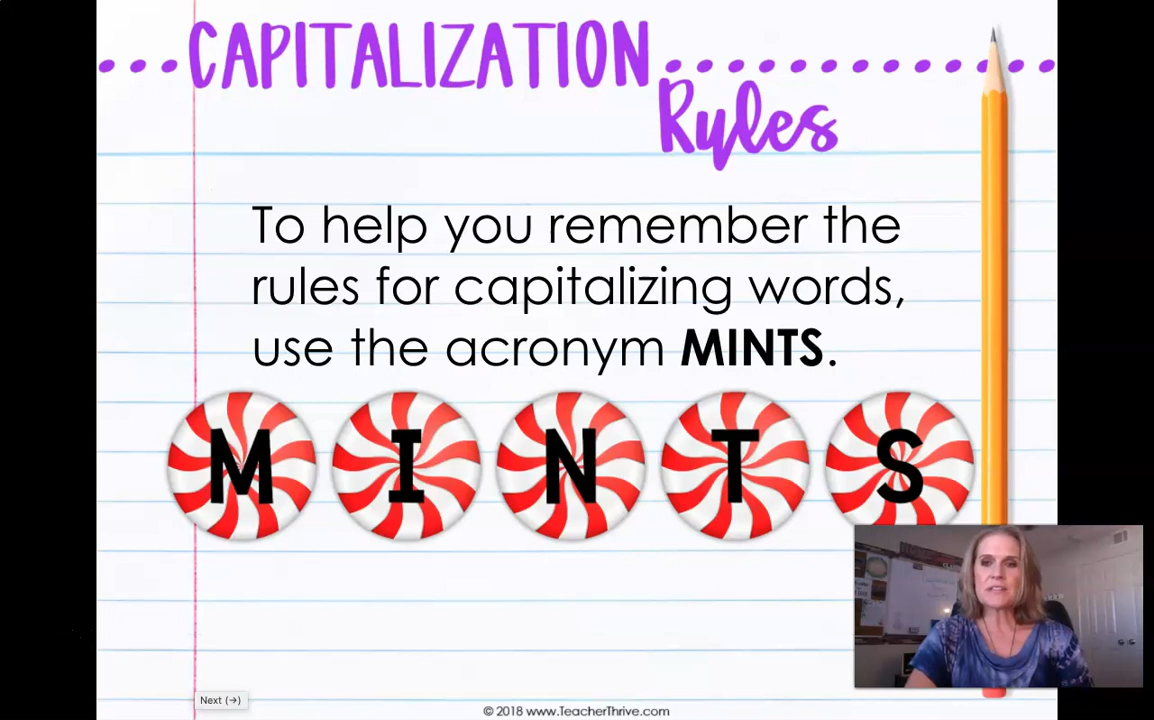 CAPITALIZATION
Rules
To help you remember the
rules for capitalizing words,
use the acronym MINTS.
M I N T S
Next (→)
© 2018 www.TeacherThrive.com